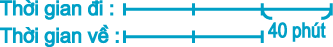 Thời gian đi :
Thời gian về :
40 phút